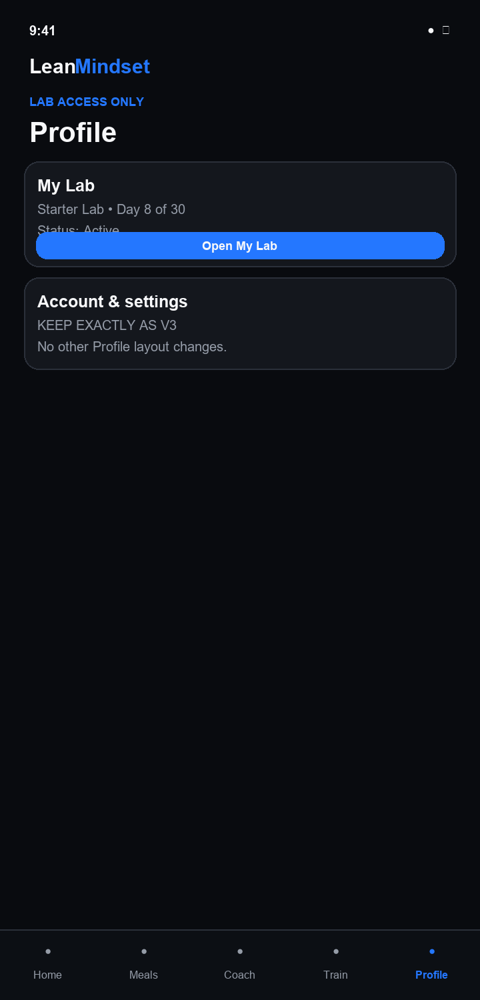 9:41
LeanMindset
LAB ACCESS ONLY
Profile
My Lab
Starter Lab • Day 8 of 30
Status: Active
Open My Lab
Account & settings
KEEP EXACTLY AS V3
No other Profile layout changes.
Home Meals Coach Train Profile